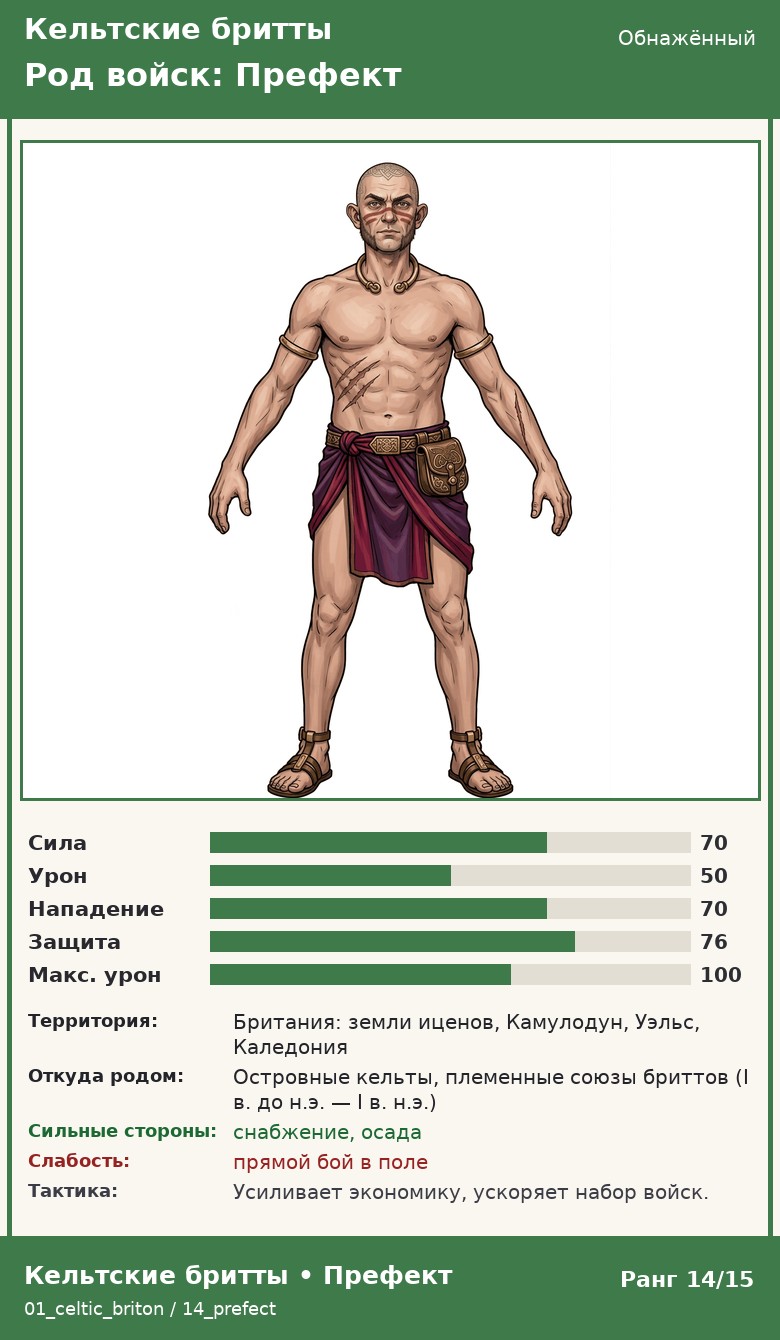 Кельтские бритты
Обнажённый
Род войск: Префект
Сила 70
Урон 50
Нападение 70
Защита 76
Макс. урон 100
Территория: Британия: земли иценов, Камулодун, Уэльс,
Каледония
Откуда родом: Островные кельты, племенные союзы бриттов (I
в. до н.э. — I в. н.э.)
Сильные стороны: снабжение, осада
Слабость: прямой бой в поле
Тактика: Усиливает экономику, ускоряет набор войск.
Кельтские бритты • Префект
Ранг 14/15
01_celtic_briton / 14_prefect